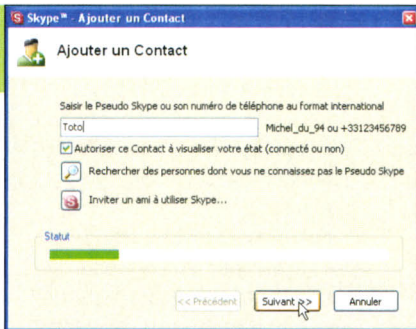 Skype™ - Ajouter un Contact
Ajouter un Contact
Saisir le Pseudo Skype ou son numéro de téléphone au format international
Toto
Michel_du_94 ou +33123456789
Autoriser ce Contact à visualiser votre état (connecté ou non)
Rechercher des personnes dont vous ne connaissez pas le Pseudo Skype
Inviter un ami à utiliser Skype...
Statut
<< Précédent
Suivant >>
Annuler